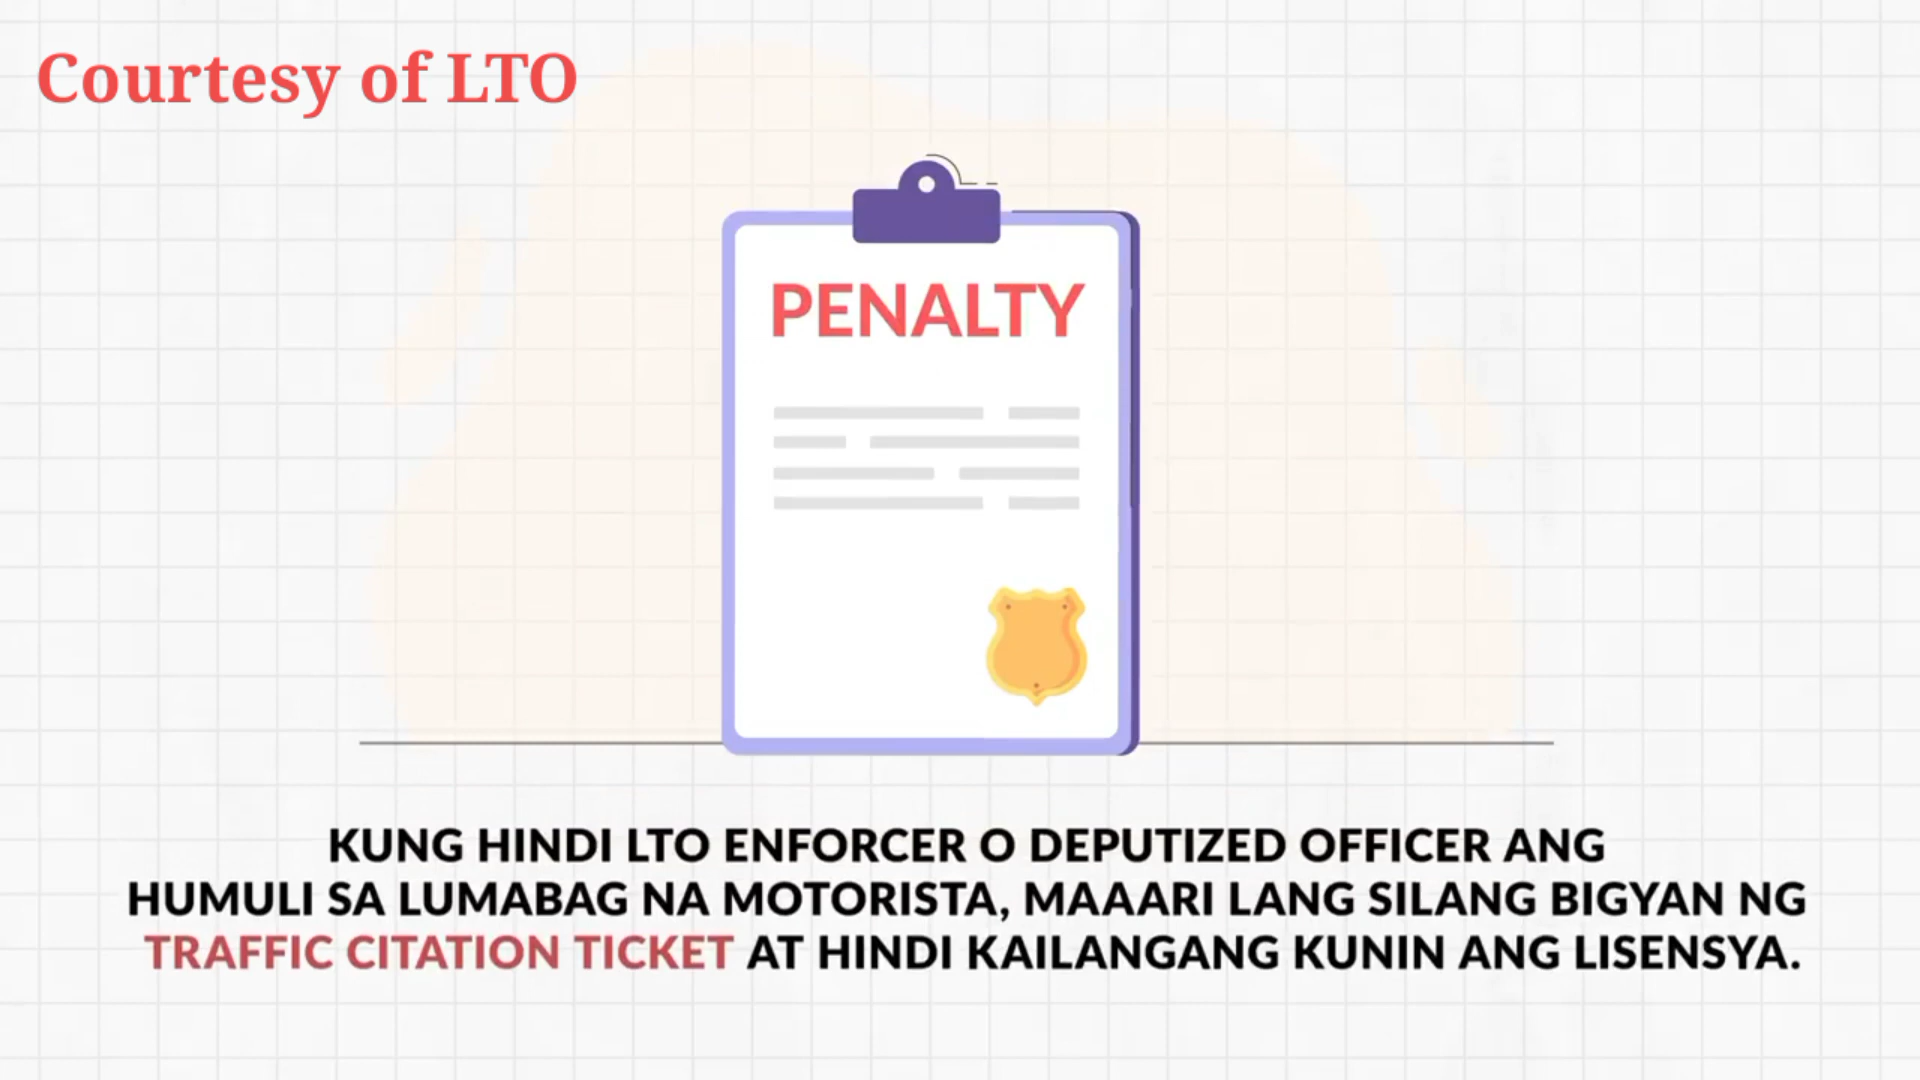 Courtesy of LTO
PENALTY
KUNG HINDI LTO ENFORCER O DEPUTIZED OFFICER ANG
HUMULI SA LUMABAG NA MOTORISTA, MAAARI LANG SILANG BIGYAN NG
TRAFFIC CITATION TICKET AT HINDI KAILANGANG KUNIN ANG LISENSYA.